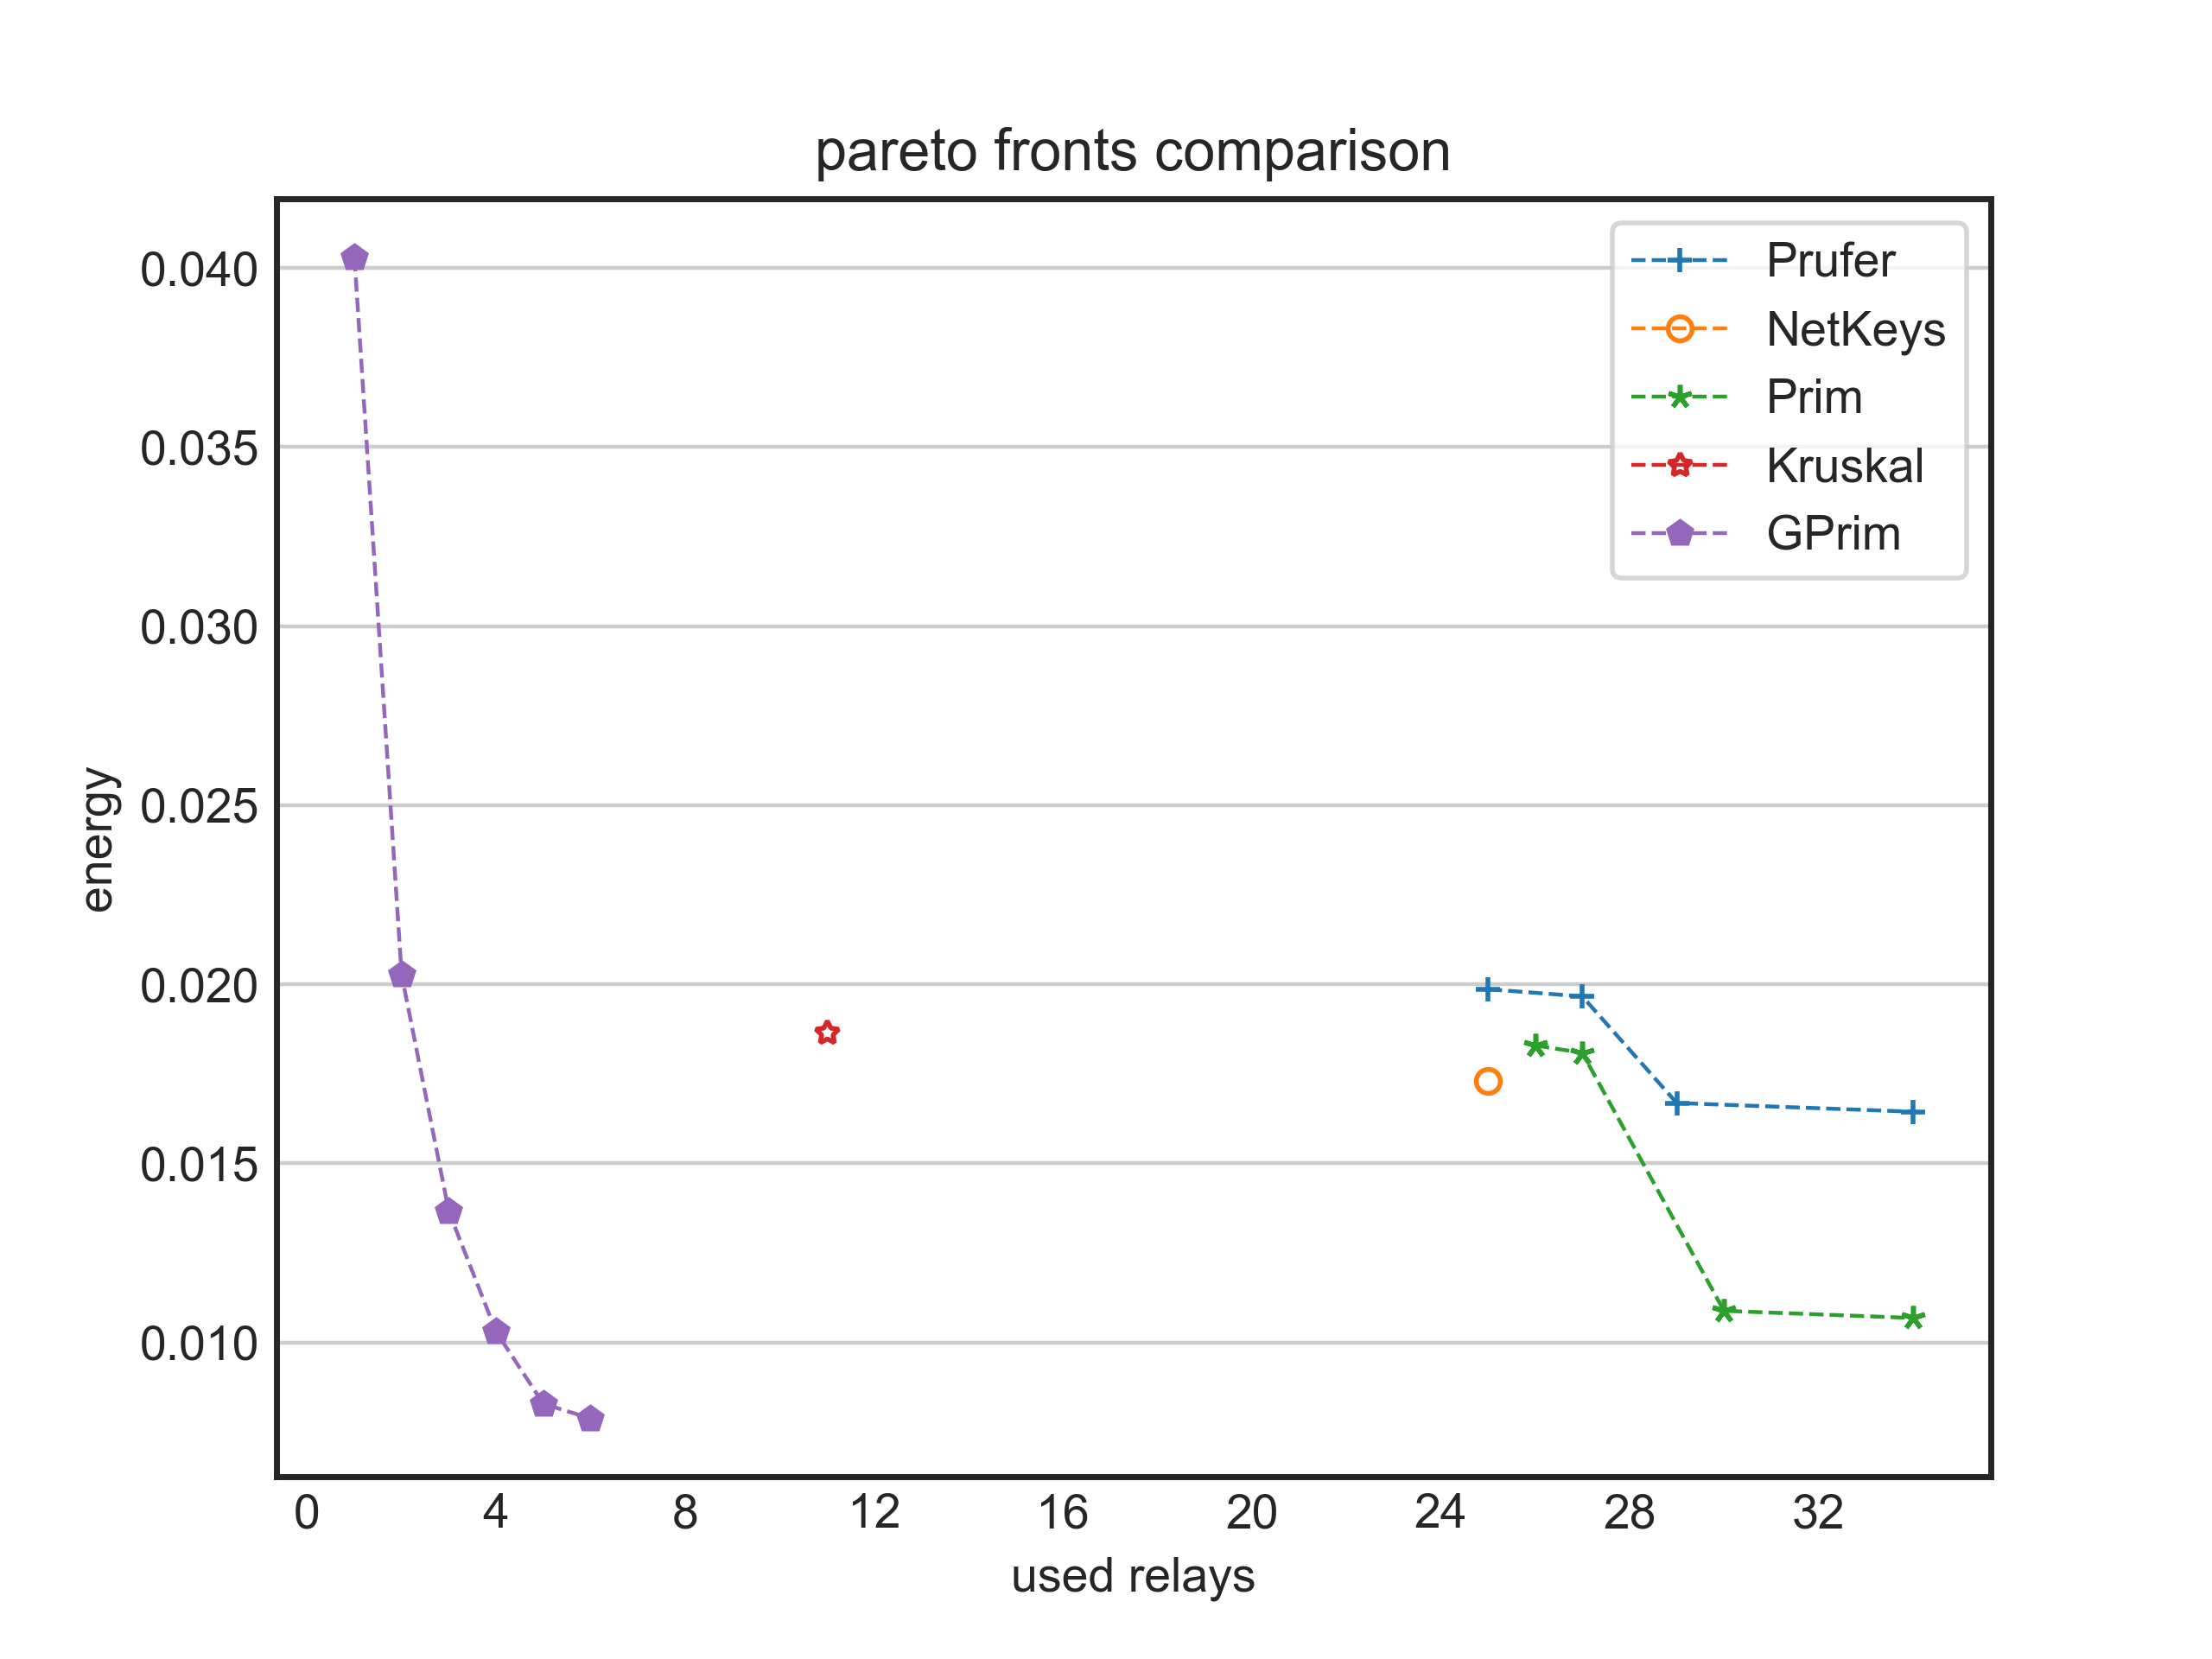 pareto fronts comparison
0.040
0.035
0.030
0.025
0.020
0.015
0.010
energy
Prufer
NetKeys
Prim
Kruskal
GPrim
0 4 8 12 16 20 24 28 32
used relays